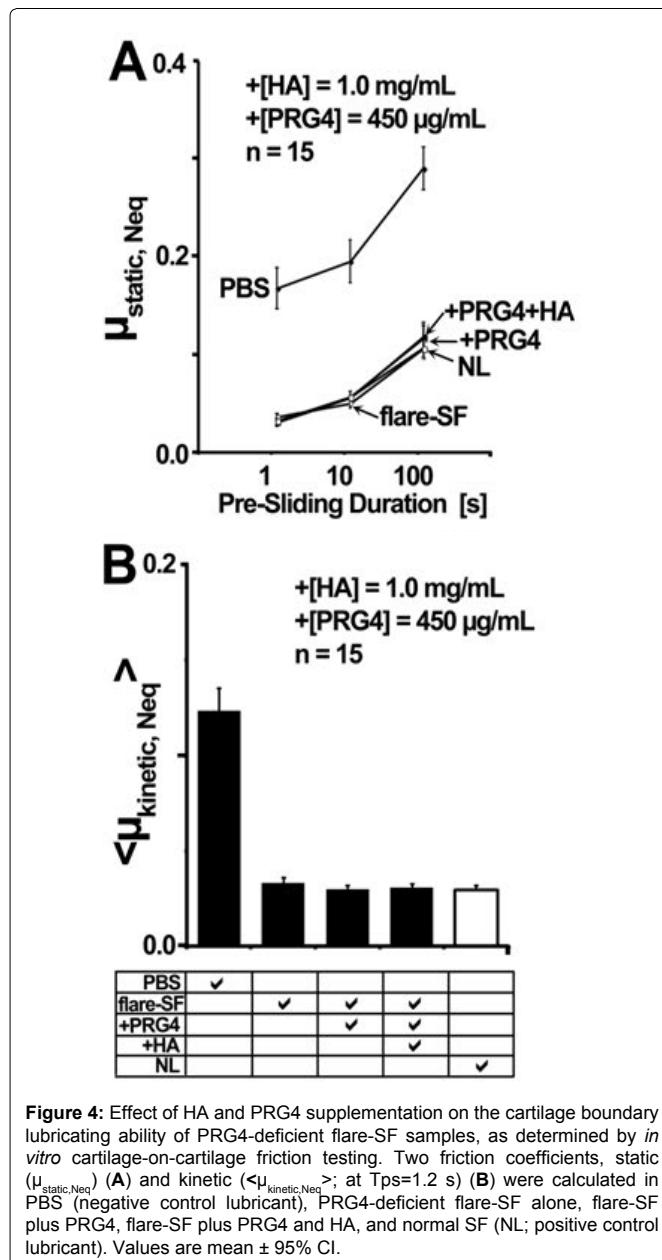 A
0.4
+[HA] = 1.0 mg/mL
+[PRG4] = 450 µg/mL
n = 15
µstatic, Neq
0.2
PBS
+PRG4+HA
+PRG4
NL
flare-SF
0.0
1 10 100
Pre-Sliding Duration [s]
B
0.2
+[HA] = 1.0 mg/mL
+[PRG4] = 450 µg/mL
n = 15
<µkinetic, Neq>
0.0
PBS ✓
flare-SF ✓ ✓ ✓
+PRG4 ✓ ✓
+HA ✓
NL ✓
Figure 4: Effect of HA and PRG4 supplementation on the cartilage boundary
lubricating ability of PRG4-deficient flare-SF samples, as determined by in
vitro cartilage-on-cartilage friction testing. Two friction coefficients, static
(µstatic,Neq) (A) and kinetic (<µkinetic,Neq>; at Tps=1.2 s) (B) were calculated in
PBS (negative control lubricant), PRG4-deficient flare-SF alone, flare-SF
plus PRG4, flare-SF plus PRG4 and HA, and normal SF (NL; positive control
lubricant). Values are mean ± 95% CI.